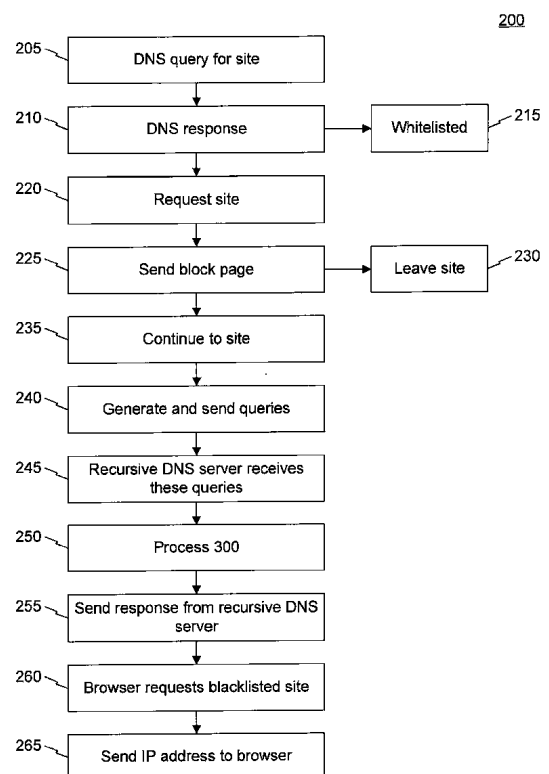 200
205
DNS query for site
210
DNS response
Whitelisted
215
220
Request site
225
Send block page
Leave site
230
235
Continue to site
240
Generate and send queries
245
Recursive DNS server receives
these queries
250
Process 300
255
Send response from recursive DNS
server
260
Browser requests blacklisted site
265
Send IP address to browser